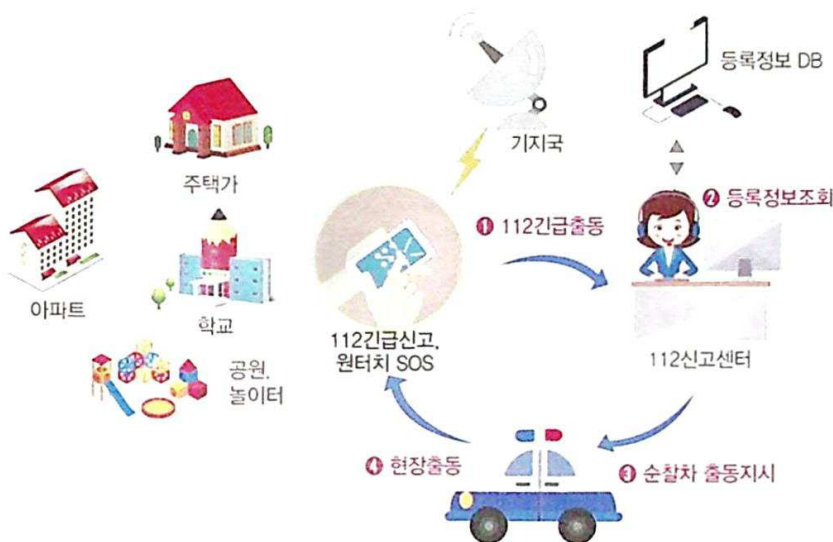 등록정보 DB
기지국
주택가
❷ 등록정보조회
❶ 112긴급출동
아파트
학교
112긴급신고,
원터치 SOS
112신고센터
공원,
놀이터
❹ 현장출동
❸ 순찰차 출동지시